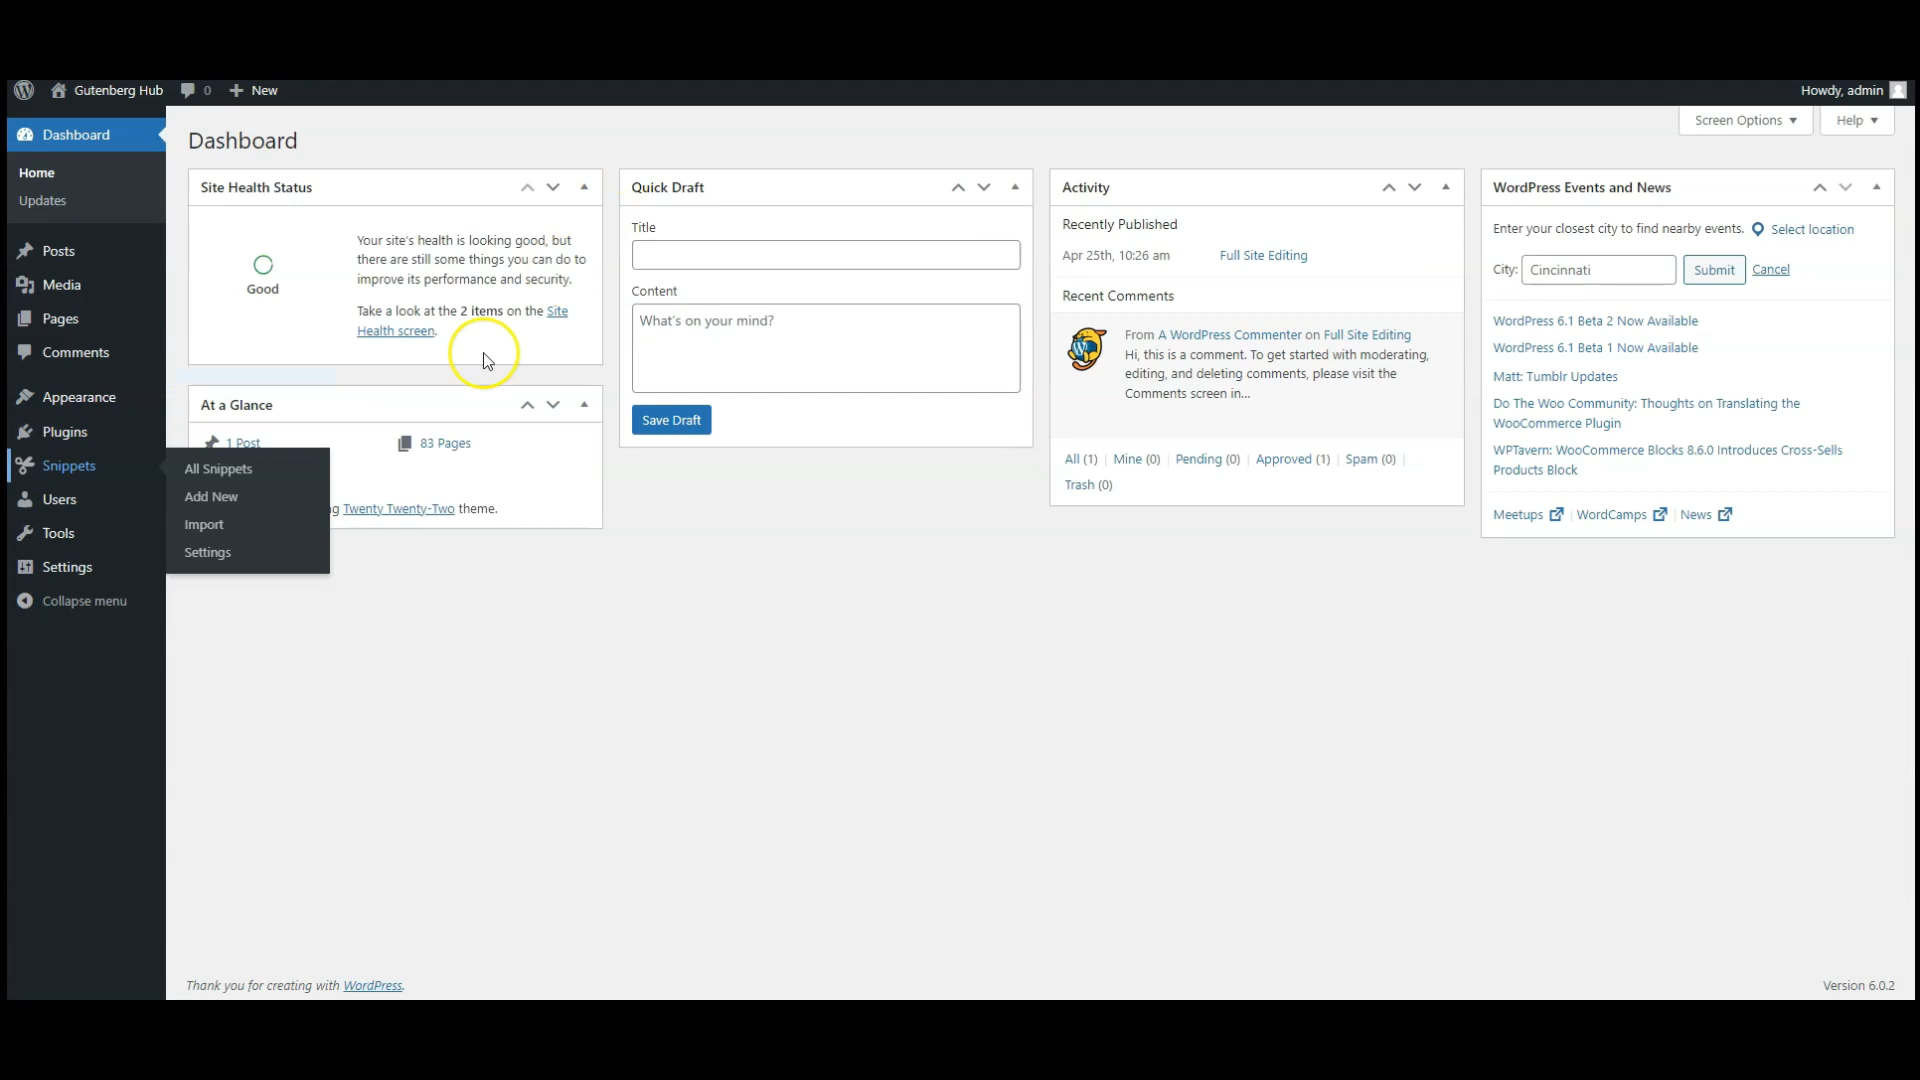 Gutenberg Hub 0 New Howdy, admin
Screen Options Help
Dashboard
Home
Updates
Posts
Media
Pages
Comments
Appearance
Plugins
Snippets
Users
Tools
Settings
Collapse menu
All Snippets
Add New
Import
Settings
Dashboard
Site Health Status
Good
Your site's health is looking good, but
there are still some things you can do to
improve its performance and security.
Take a look at the 2 items on the Site
Health screen.
At a Glance
1 Post 83 Pages
g Twenty Twenty-Two theme.
Quick Draft
Title
Content
What's on your mind?
Save Draft
Activity
Recently Published
Apr 25th, 10:26 am Full Site Editing
Recent Comments
From A WordPress Commenter on Full Site Editing
Hi, this is a comment. To get started with moderating,
editing, and deleting comments, please visit the
Comments screen in...
All (1) | Mine (0) | Pending (0) | Approved (1) | Spam (0) |
Trash (0)
WordPress Events and News
Enter your closest city to find nearby events. Select location
City: Cincinnati Submit Cancel
WordPress 6.1 Beta 2 Now Available
WordPress 6.1 Beta 1 Now Available
Matt: Tumblr Updates
Do The Woo Community: Thoughts on Translating the
WooCommerce Plugin
WPTavern: WooCommerce Blocks 8.6.0 Introduces Cross-Sells
Products Block
Meetups | WordCamps | News
Thank you for creating with WordPress.
Version 6.0.2